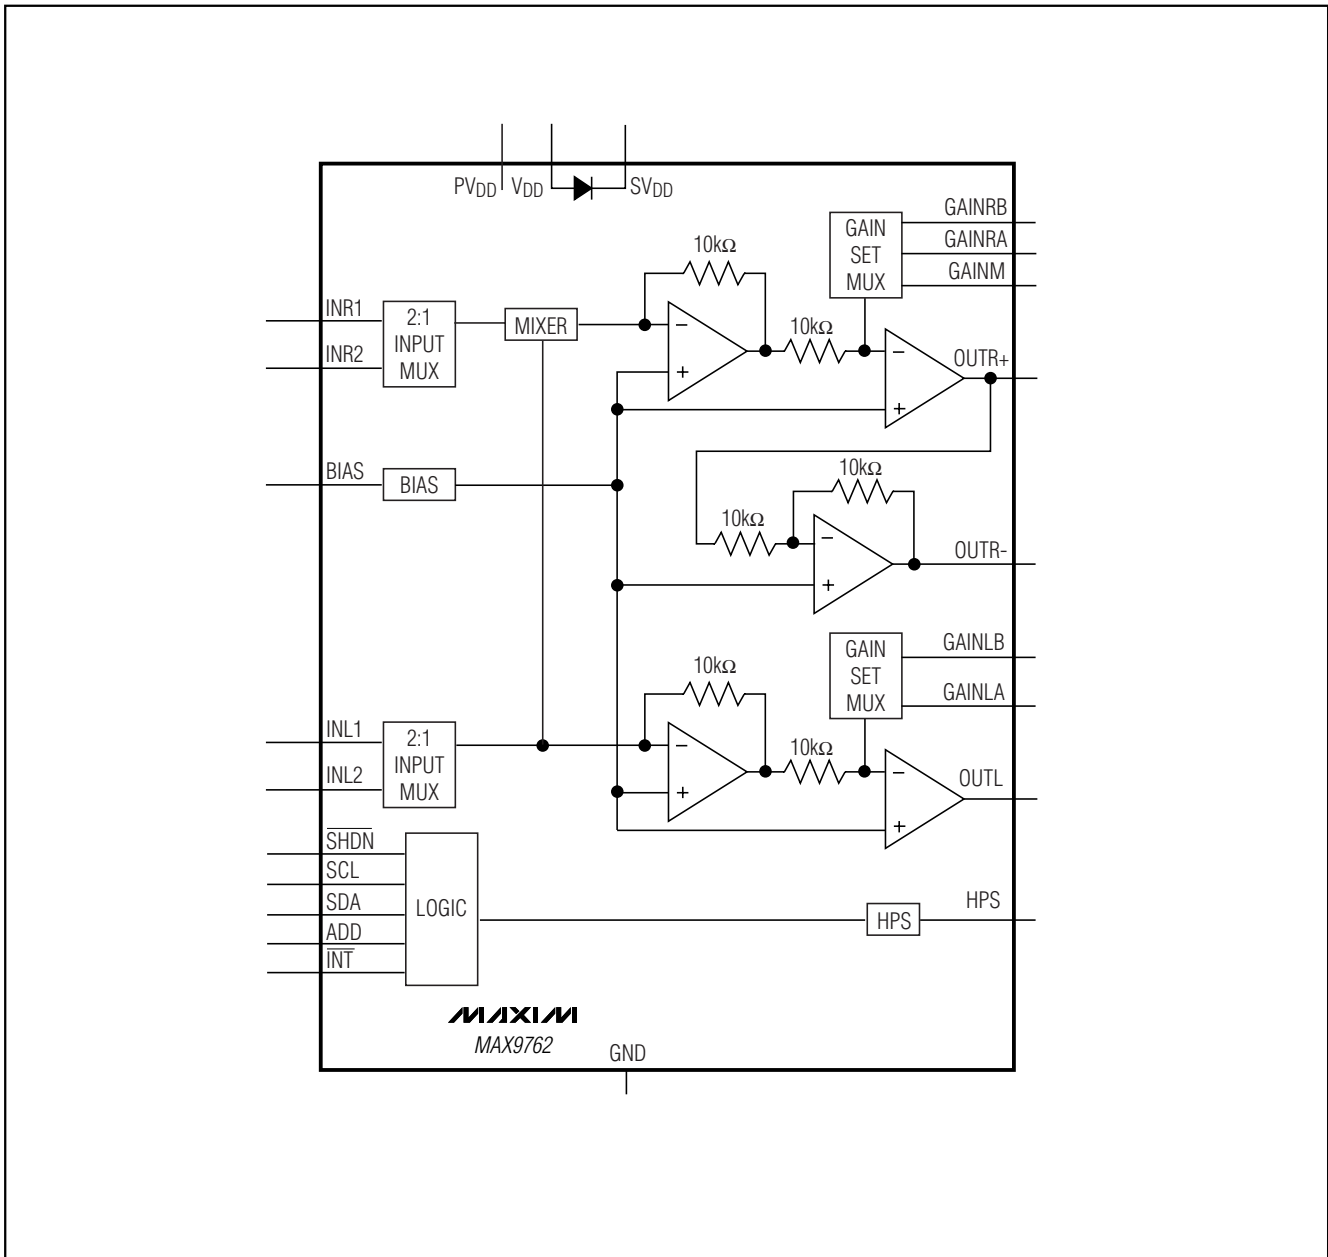 PVDD VDD SVDD
GAINRB
GAINRA
GAINM
GAIN
SET
MUX
10kΩ
INR1
INR2
2:1
INPUT
MUX
MIXER
−
+
10kΩ
−
+
OUTR+
BIAS
BIAS
10kΩ
10kΩ
−
+
OUTR-
GAINLB
GAINLA
GAIN
SET
MUX
10kΩ
INL1
INL2
2:1
INPUT
MUX
−
+
10kΩ
−
+
OUTL
SHDN
SCL
SDA
ADD
INT
LOGIC
HPS
HPS
MAXIM
MAX9762
GND